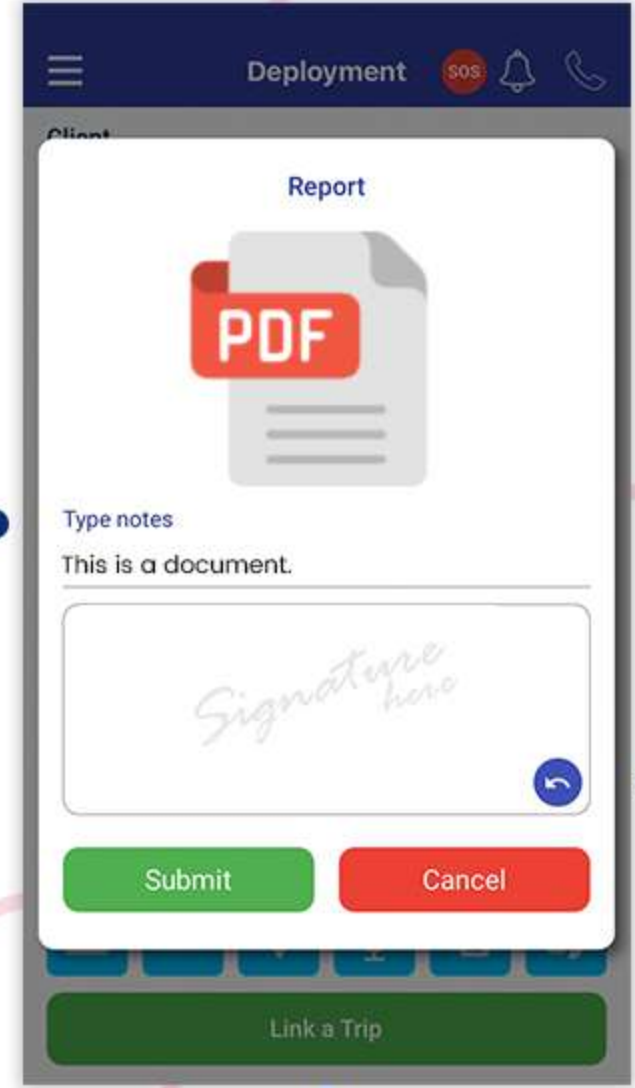 Deployment SOS
Client
Report
PDF
Type notes
This is a document.
Signature
here
Submit Cancel
Link a Trip